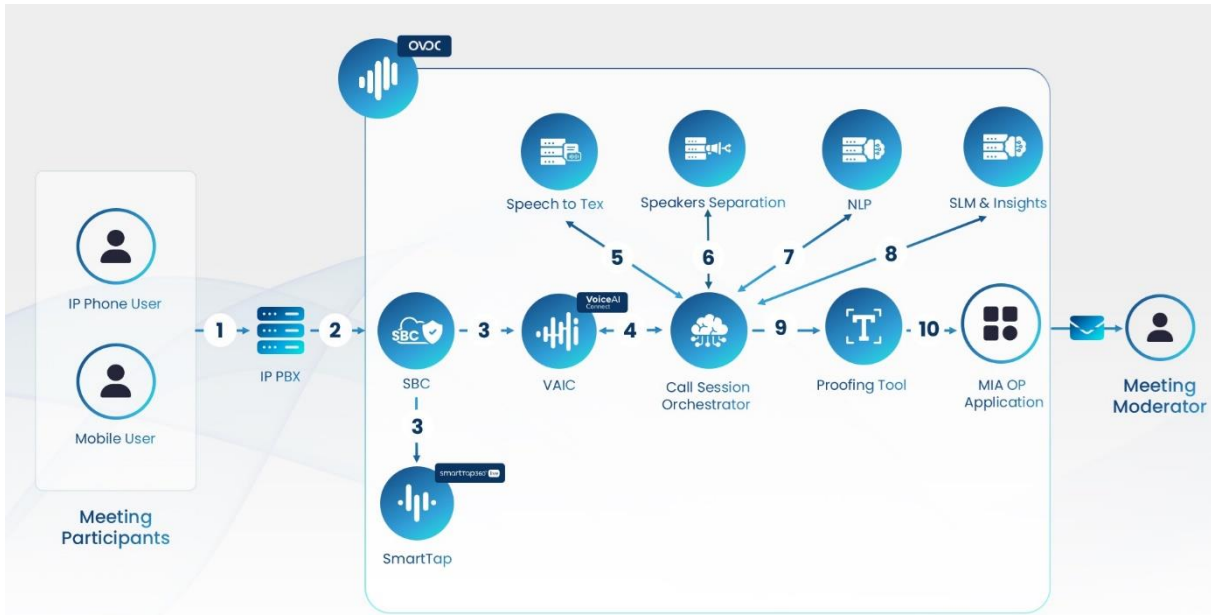 OVOC
Speech to Tex
Speakers Separation
NLP
SLM & Insights
IP Phone User
5
6
7
8
VoiceAI
Connect
1
2
SBC
3
4
9
T
10
IP PBX
SBC
VAIC
Call Session
Orchestrator
Proofing Tool
MIA OP
Application
Meeting
Moderator
Mobile User
3
smartTap360° live
Meeting
Participants
SmartTap